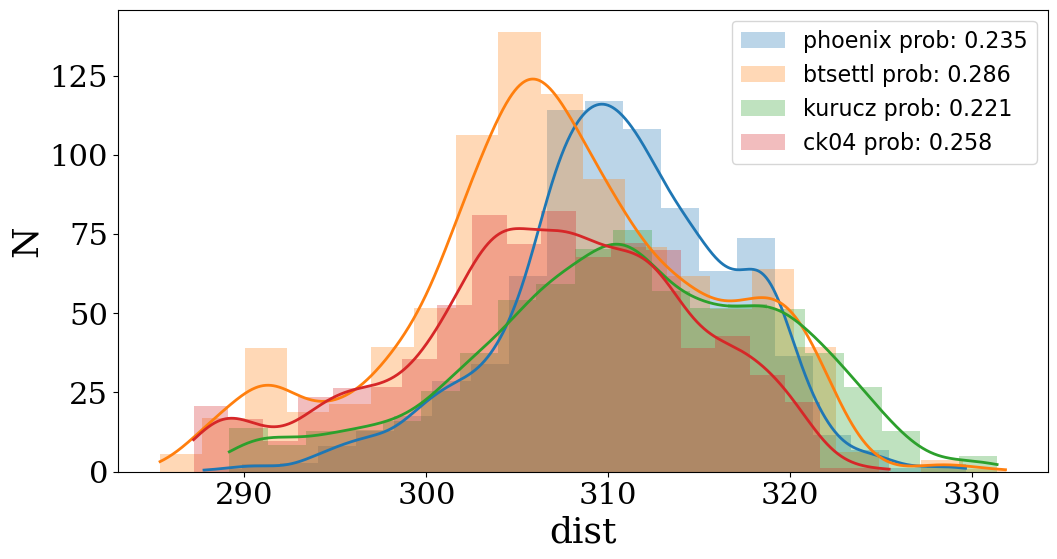 125
100
75
50
25
0
N
290 300 310 320 330
dist
phoenix prob: 0.235
btsettl prob: 0.286
kurucz prob: 0.221
ck04 prob: 0.258